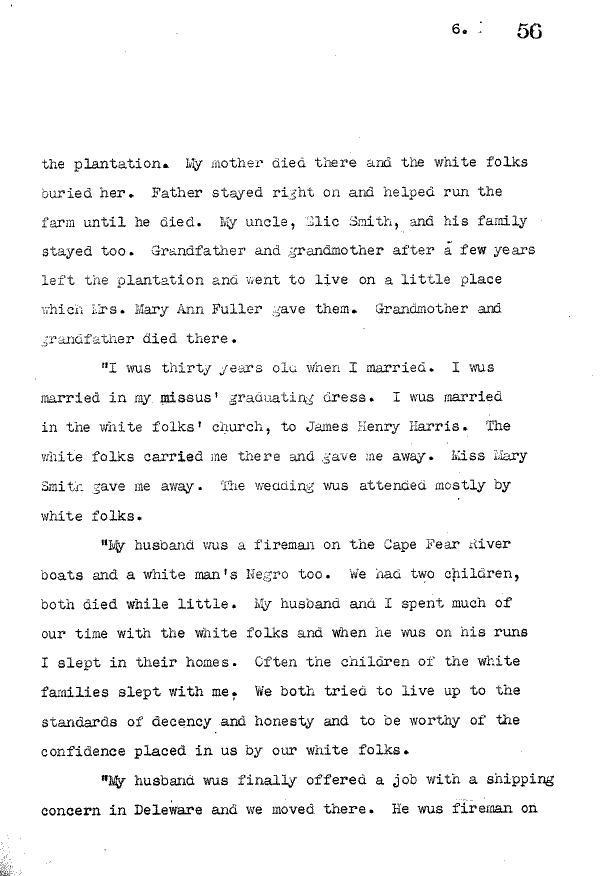 6. 56
the plantation. My mother died there and the white folks
buried her. Father stayed right on and helped run the
farm until he died. My uncle, Elic Smith, and his family
stayed too. Grandfather and grandmother after a few years
left the plantation and went to live on a little place
which Mrs. Mary Ann Fuller gave them. Grandmother and
grandfather died there.
"I wus thirty years old when I married. I wus
married in my missus' graduating dress. I wus married
in the white folks' church, to James Henry Harris. The
white folks carried me there and gave me away. Miss Mary
Smith gave me away. The wedding wus attended mostly by
white folks.
"My husband wus a fireman on the Cape Fear River
boats and a white man's Negro too. We had two children,
both died while little. My husband and I spent much of
our time with the white folks and when he wus on his runs
I slept in their homes. Often the children of the white
families slept with me. We both tried to live up to the
standards of decency and honesty and to be worthy of the
confidence placed in us by our white folks.
"My husband wus finally offered a job with a shipping
concern in Deleware and we moved there. He wus fireman on